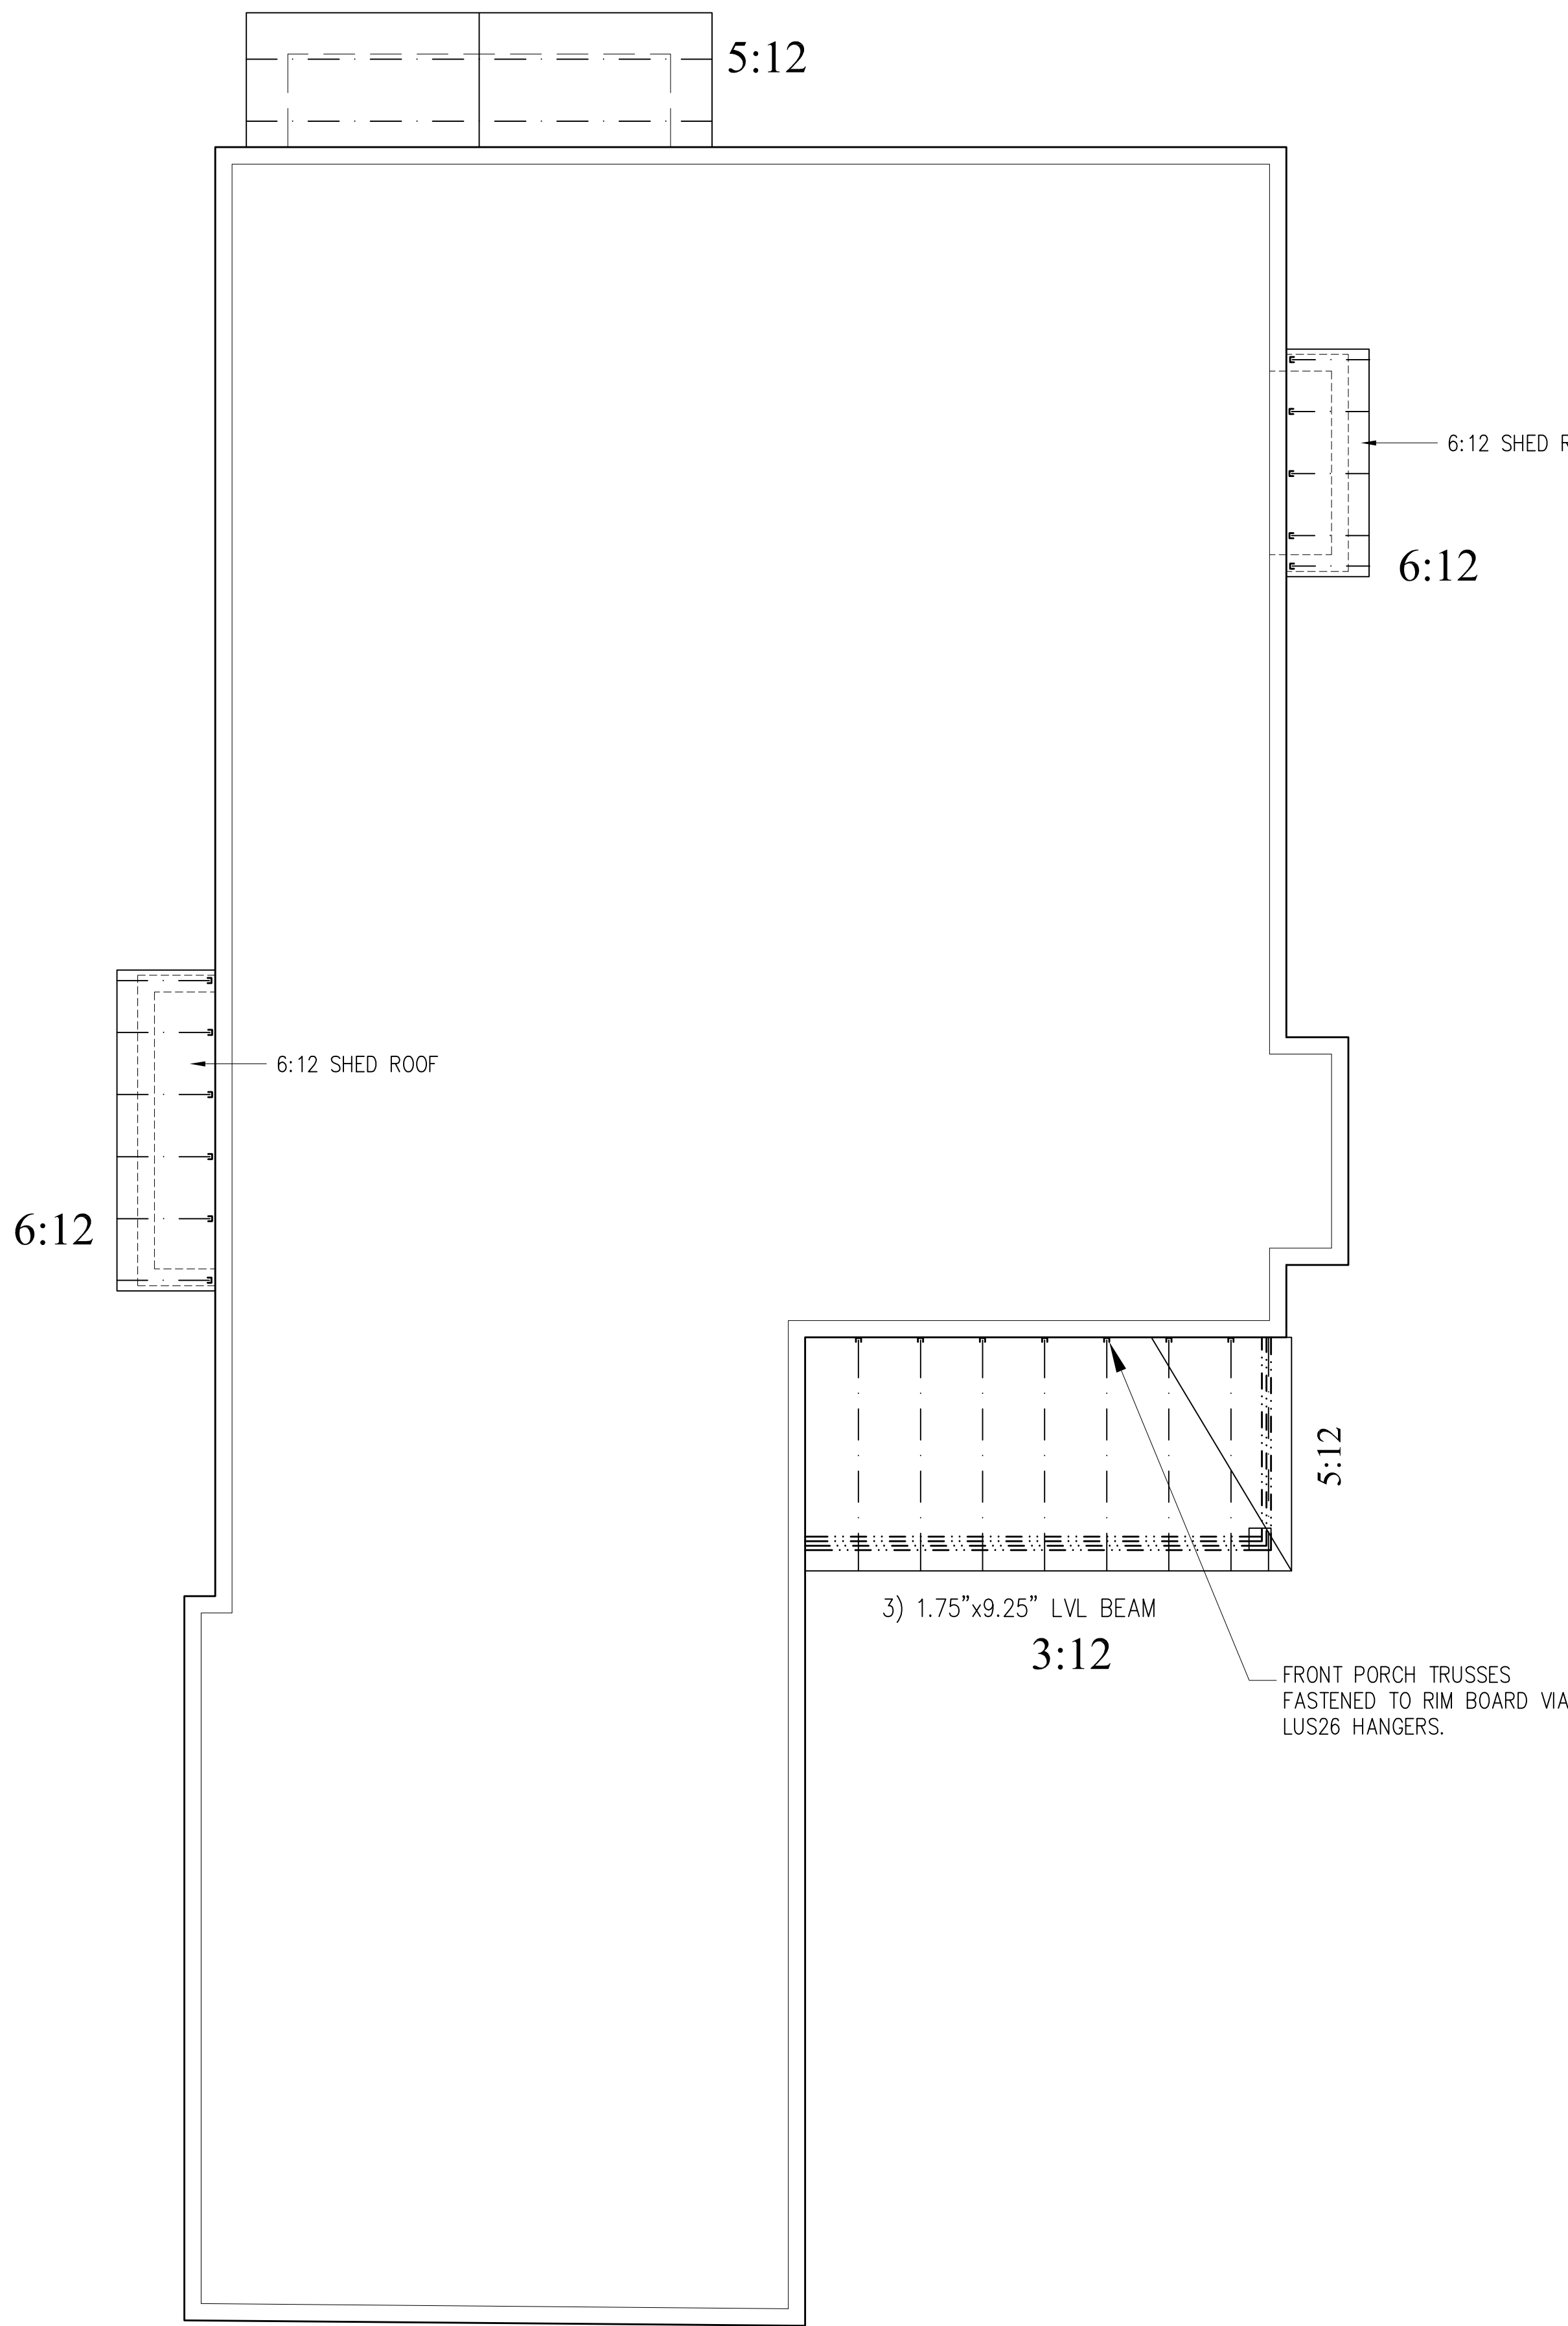 5:12
6:12 SHED
6:12
6:12 SHED ROOF
6:12
5:12
3) 1.75”x9.25” LVL BEAM
3:12
FRONT PORCH TRUSSES
FASTENED TO RIM BOARD VIA
LUS26 HANGERS.